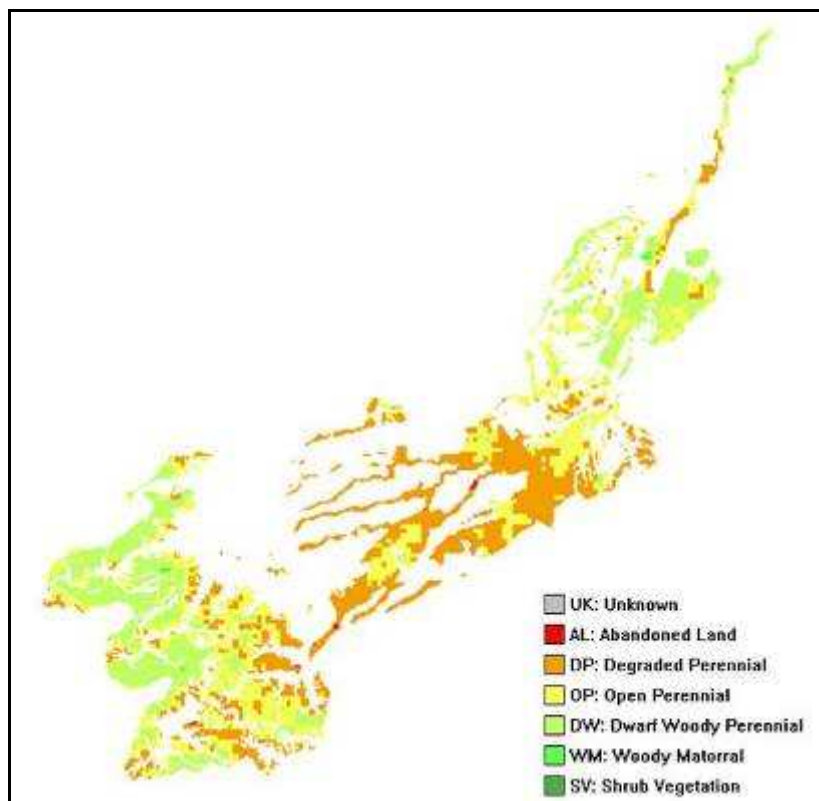 UK: Unknown
AL: Abandoned Land
DP: Degraded Perennial
OP: Open Perennial
DW: Dwarf Woody Perennial
WM: Woody Matorral
SV: Shrub Vegetation